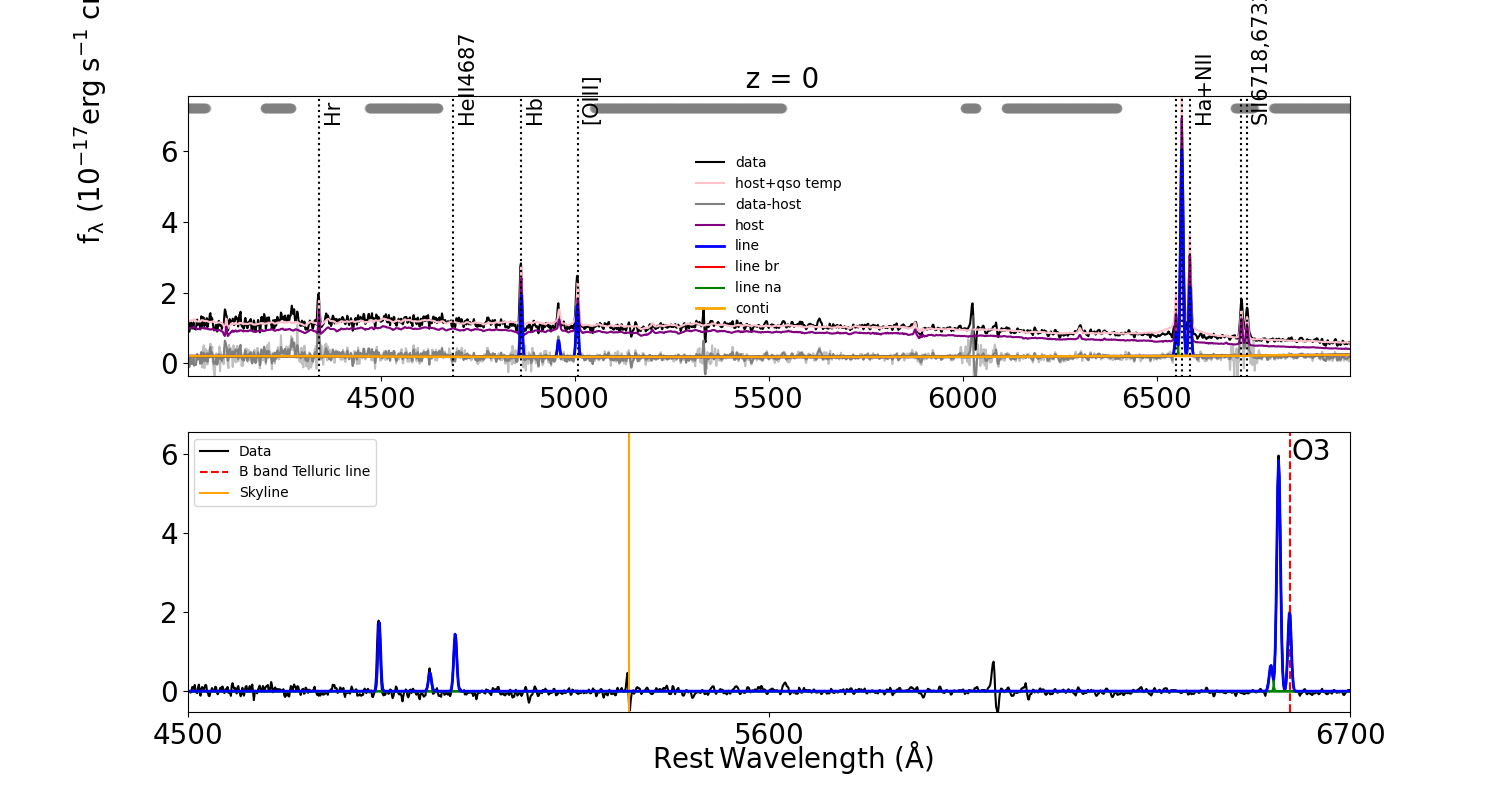 z = 0
fλ (10−17erg s−1 c
Hr
HeII4687
Hb
[OIII]
Ha+NII
SII6718,673
6
4
2
0
data
host+qso temp
data-host
host
line
line br
line na
conti
4500
5000
5500
6000
6500
Data
B band Telluric line
Skyline
O3
6
4
2
0
4500
5600
6700
Rest Wavelength (Å)